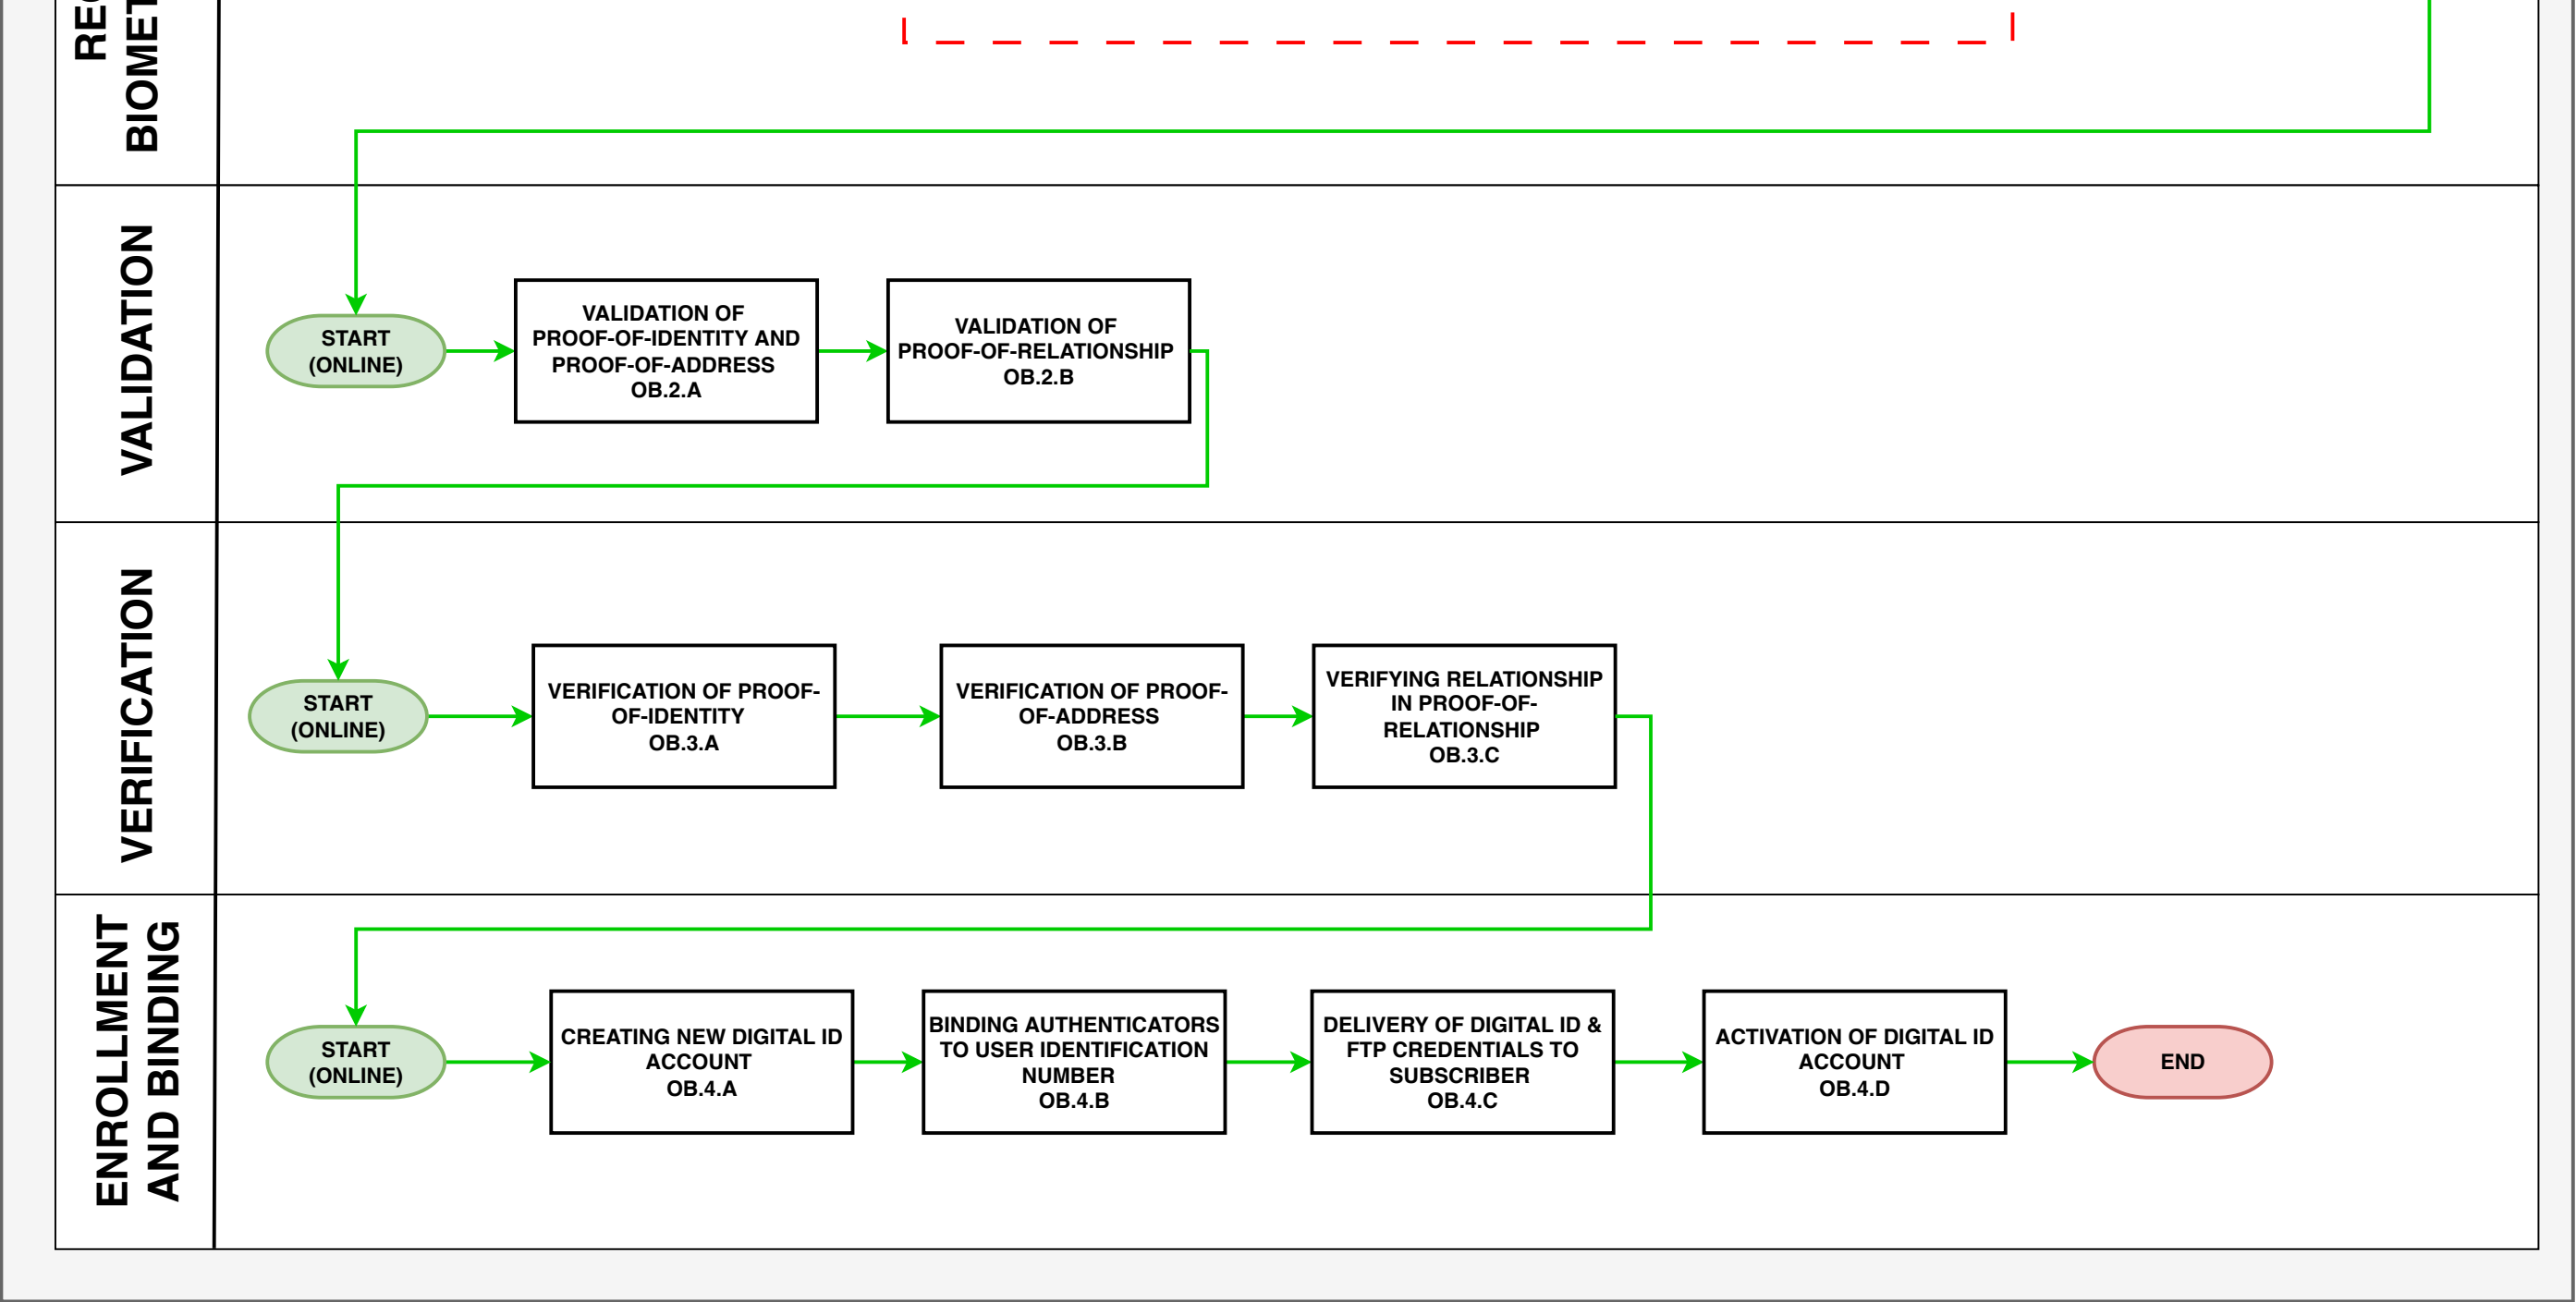 VALIDATION
START
(ONLINE)
VALIDATION OF
PROOF-OF-IDENTITY AND
PROOF-OF-ADDRESS
OB.2.A
VALIDATION OF
PROOF-OF-RELATIONSHIP
OB.2.B
VERIFICATION
START
(ONLINE)
VERIFICATION OF PROOF-
OF-IDENTITY
OB.3.A
VERIFICATION OF PROOF-
OF-ADDRESS
OB.3.B
VERIFYING RELATIONSHIP
IN PROOF-OF-
RELATIONSHIP
OB.3.C
ENROLLMENT
AND BINDING
START
(ONLINE)
CREATING NEW DIGITAL ID
ACCOUNT
OB.4.A
BINDING AUTHENTICATORS
TO USER IDENTIFICATION
NUMBER
OB.4.B
DELIVERY OF DIGITAL ID &
FTP CREDENTIALS TO
SUBSCRIBER
OB.4.C
ACTIVATION OF DIGITAL ID
ACCOUNT
OB.4.D
END